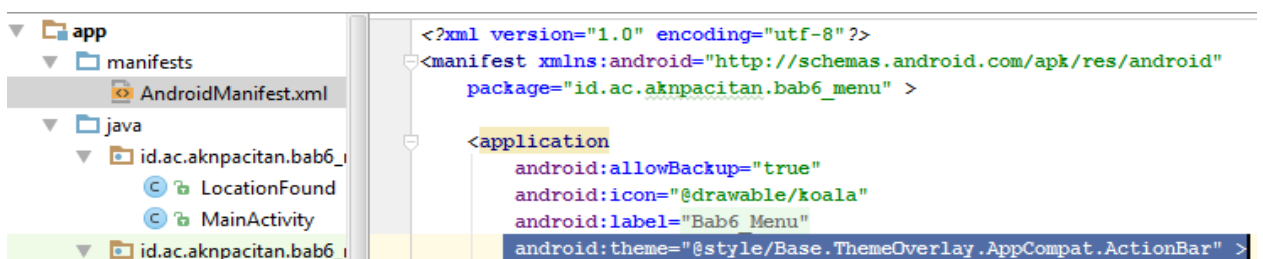 app
manifests
AndroidManifest.xml
java
id.ac.aknpacitan.bab6_
LocationFound
MainActivity
id.ac.aknpacitan.bab6
<?xml version="1.0" encoding="utf-8"?>
<manifest xmlns:android="http://schemas.android.com/apk/res/android"
package="id.ac.aknpacitan.bab6_menu" >
<application
android:allowBackup="true"
android:icon="@drawable/koala"
android:label="Bab6_Menu"
android:theme="@style/Base.ThemeOverlay.AppCompat.ActionBar" >